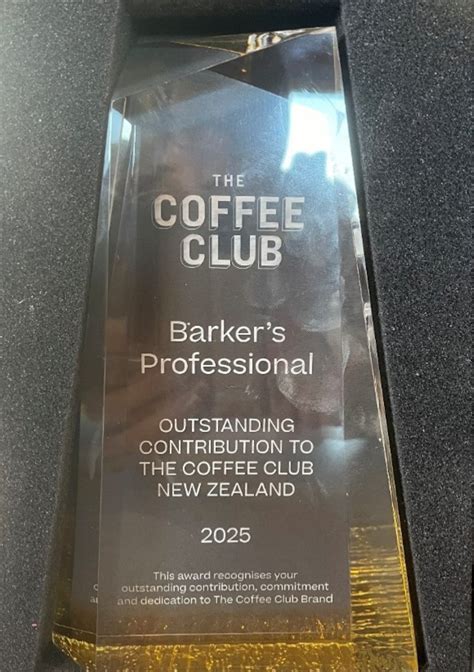 THE
COFFEE
CLUB
Barker's
Professional
OUTSTANDING
CONTRIBUTION TO
THE COFFEE CLUB
NEW ZEALAND
2025
This award recognises your
outstanding contribution, commitment
and dedication to The Coffee Club Brand